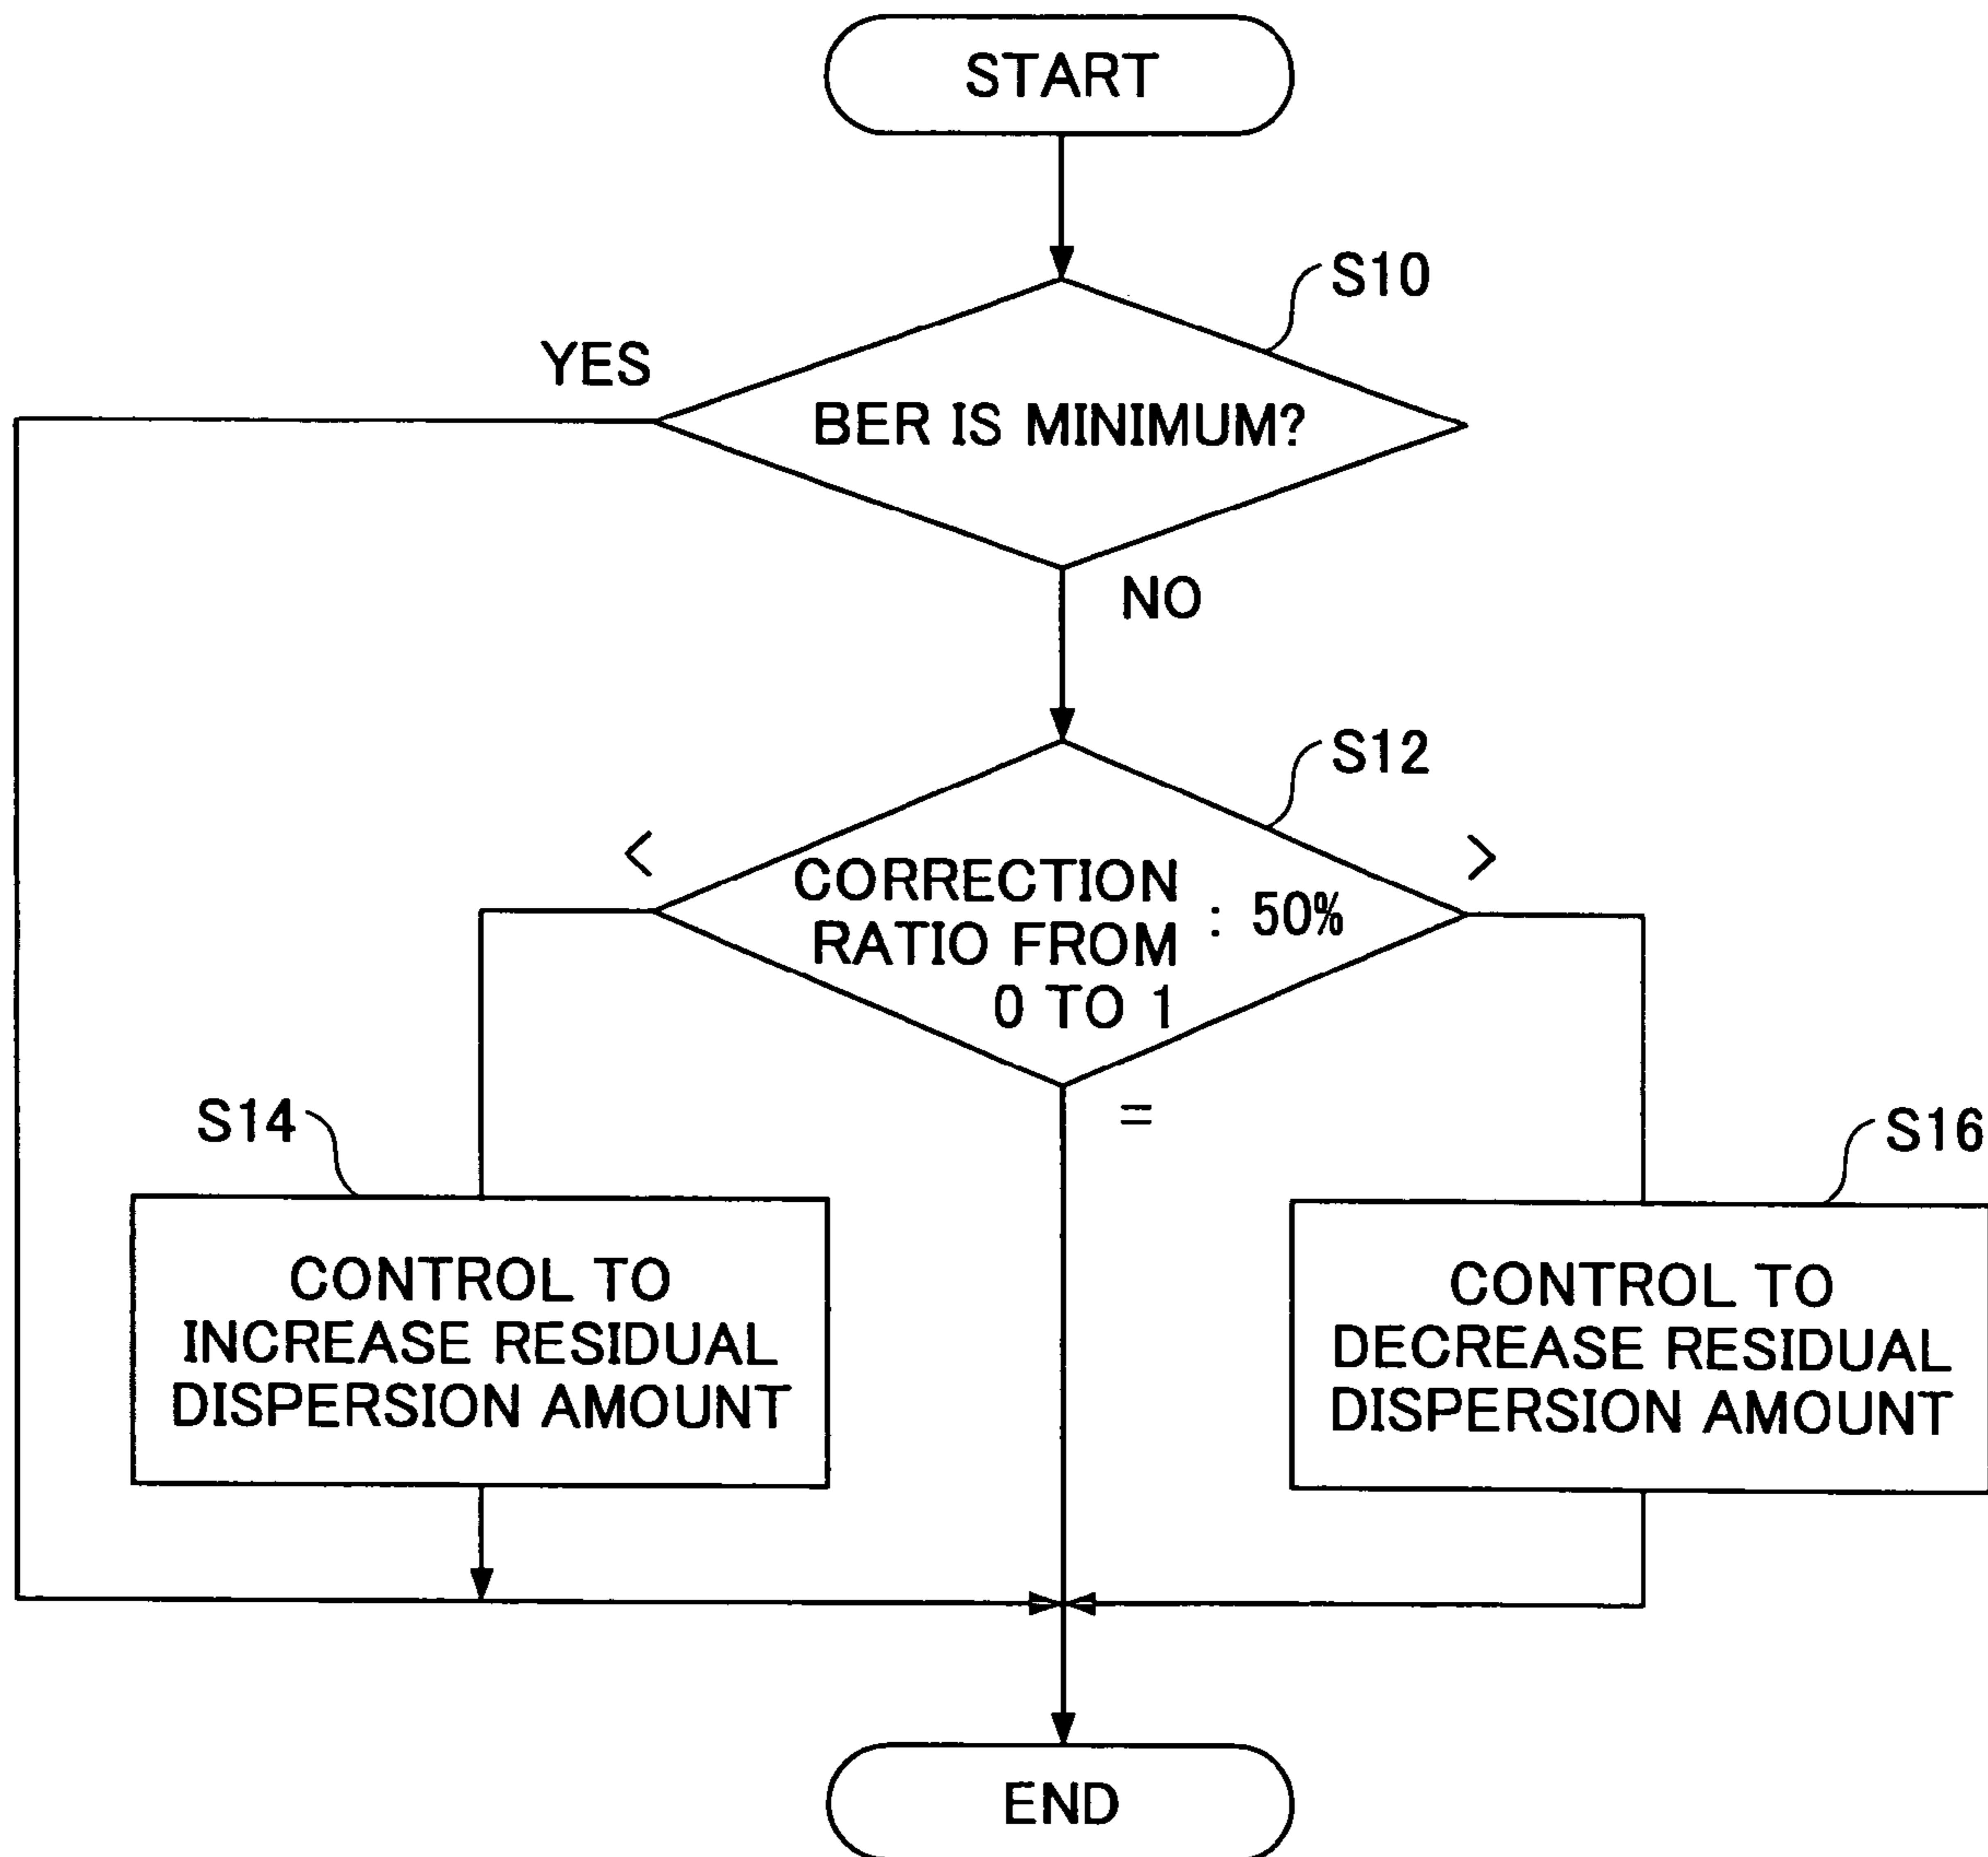 START
S10
YES
BER IS MINIMUM?
NO
S12
<
>
CORRECTION
RATIO FROM
0 TO 1
: 50%
=
S14
S16
CONTROL TO
INCREASE RESIDUAL
DISPERSION AMOUNT
CONTROL TO
DECREASE RESIDUAL
DISPERSION AMOUNT
END